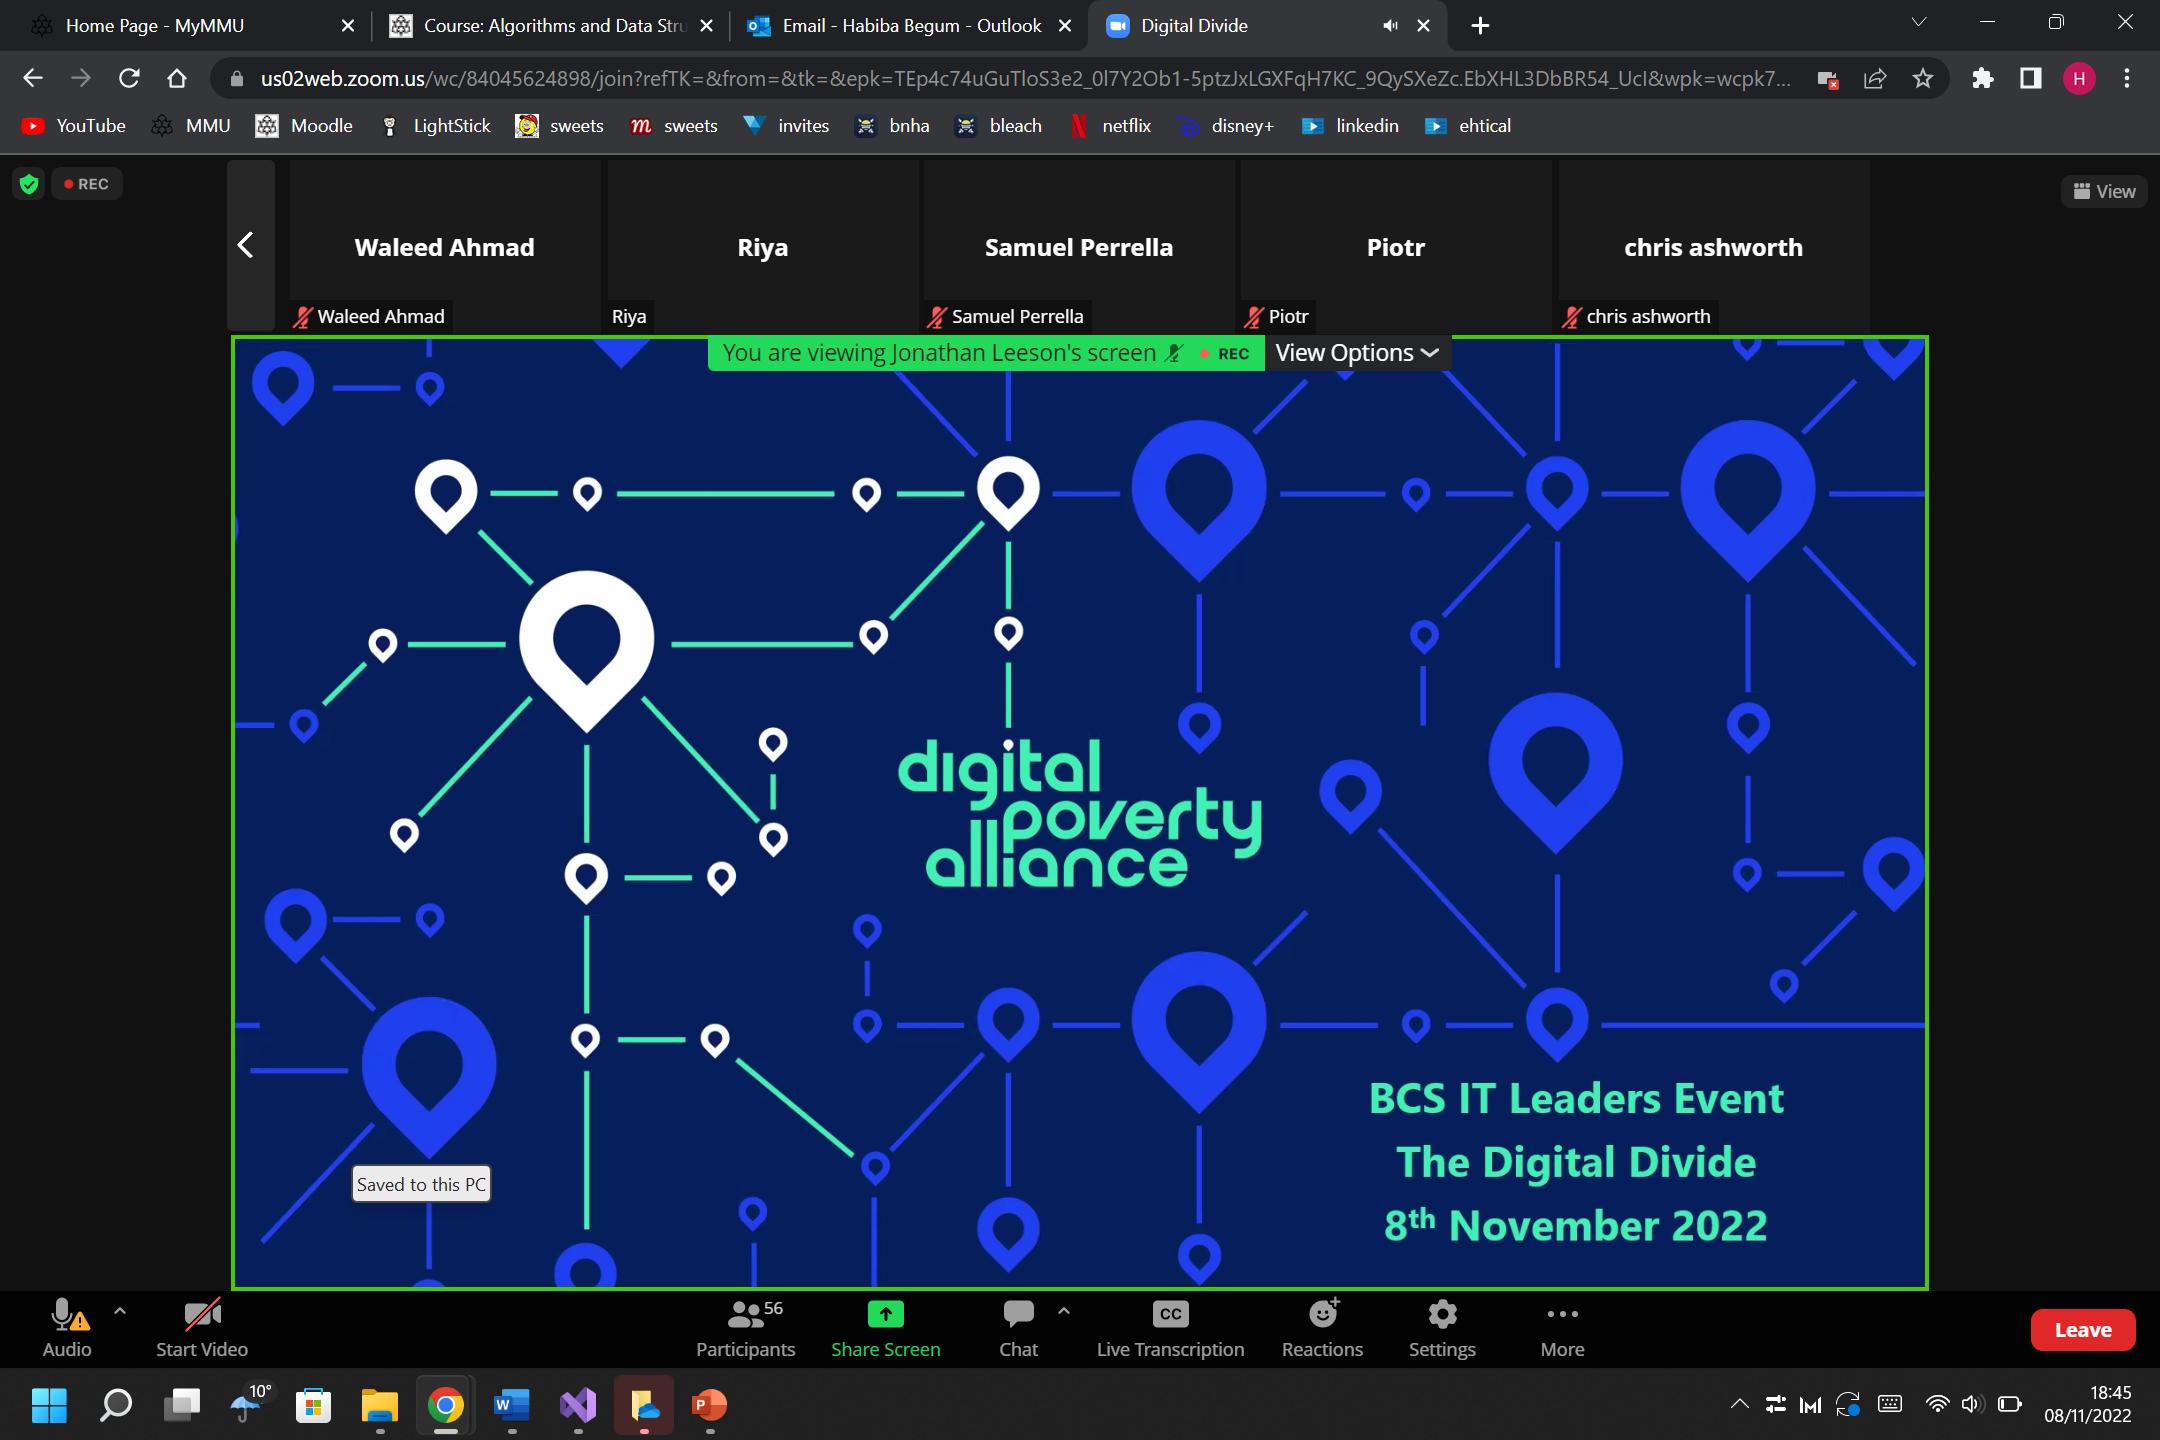 Home Page - MyMMU
Course: Algorithms and Data Stru
Email - Habiba Begum - Outlook
Digital Divide
us02web.zoom.us/wc/84045624898/join?refTK=&from=&tk=&epk=TEp4c74uGuTloS3e2_0l7Y2Ob1-5ptzJxLGXFqH7KC_9QySXeZc.EbXHL3DbBR54_UcI&wpk=wcpk7...
H
YouTube
MMU
Moodle
LightStick
sweets
m sweets
invites
bnha
bleach
netflix
disney+
linkedin
ehtical
REC
View
Waleed Ahmad
Riya
Samuel Perrella
Piotr
chris ashworth
Waleed Ahmad
Riya
Samuel Perrella
Piotr
chris ashworth
You are viewing Jonathan Leeson's screen
REC
View Options
digital
poverty
alliance
BCS IT Leaders Event
The Digital Divide
8th November 2022
Saved to this PC
Audio
Start Video
56
Participants
Share Screen
Chat
CC
Live Transcription
Reactions
Settings
More
Leave
10°
W
P
18:45
08/11/2022